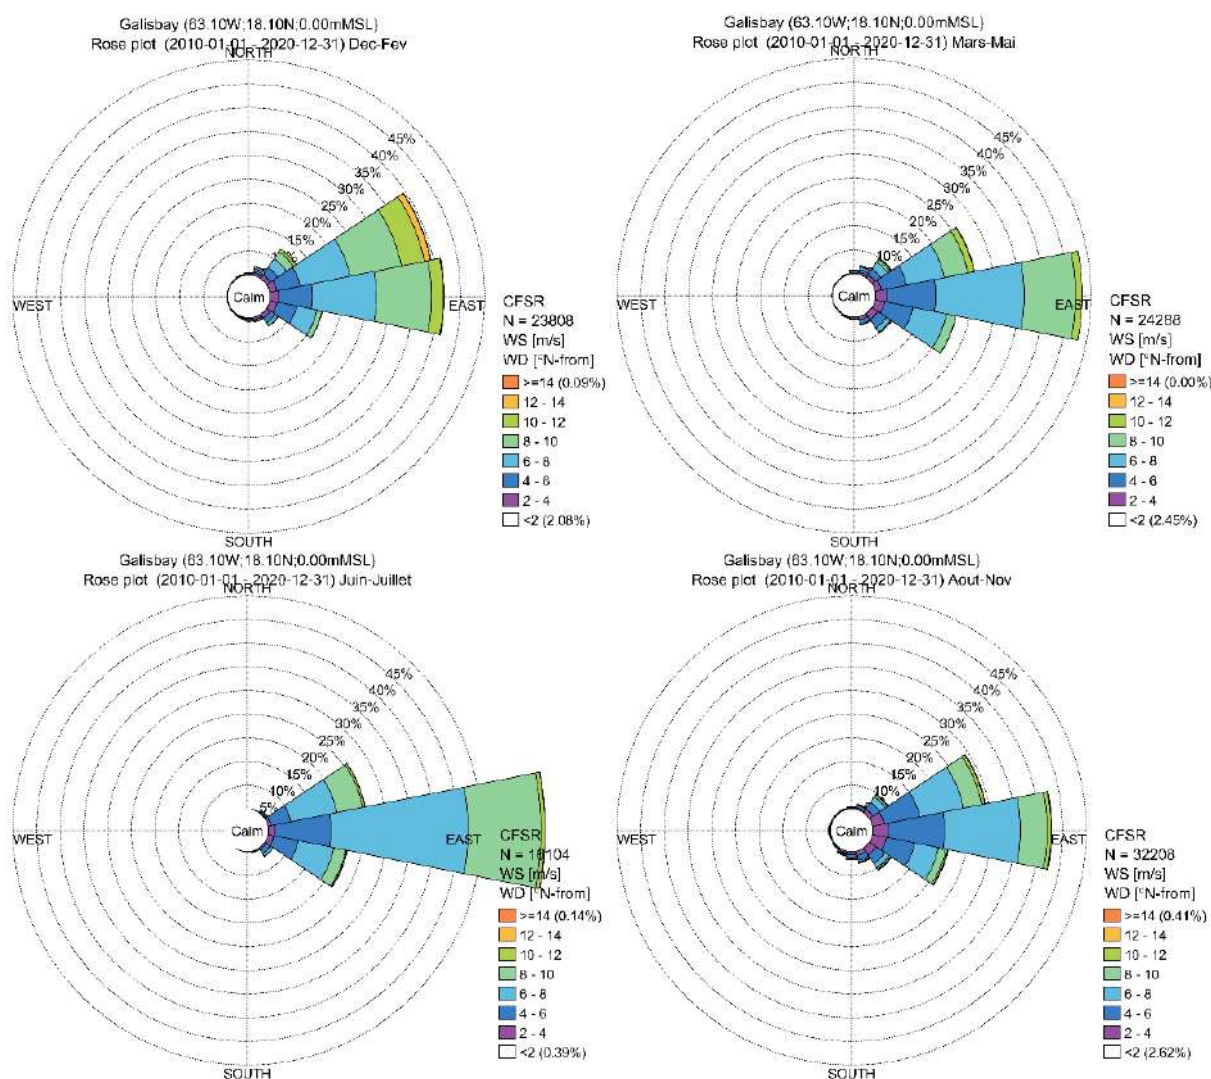 Galisbay (63.10W;18.10N;0.00mMSL)
Rose plot (2010-01-01 - 2020-12-31) Dec-Fev
NORTH
45%
40%
35%
30%
25%
20%
15%
WEST
Calm
EAST
SOUTH
CFSR
N = 23808
WS [m/s]
WD [°N-from]
>=14 (0.09%)
12 - 14
10 - 12
8 - 10
6 - 8
4 - 6
2 - 4
<2 (2.08%)
Galisbay (63.10W;18.10N;0.00mMSL)
Rose plot (2010-01-01 - 2020-12-31) Mars-Mai
NORTH
45%
40%
35%
30%
25%
20%
15%
10%
WEST
Calm
EAST
SOUTH
CFSR
N = 24288
WS [m/s]
WD [°N-from]
>=14 (0.00%)
12 - 14
10 - 12
8 - 10
6 - 8
4 - 6
2 - 4
<2 (2.45%)
Galisbay (63.10W;18.10N;0.00mMSL)
Rose plot (2010-01-01 - 2020-12-31) Juin-Juillet
NORTH
45%
40%
35%
30%
25%
20%
15%
10%
5%
WEST
Calm
EAST
SOUTH
CFSR
N = 16104
WS [m/s]
WD [°N-from]
>=14 (0.14%)
12 - 14
10 - 12
8 - 10
6 - 8
4 - 6
2 - 4
<2 (0.39%)
Galisbay (63.10W;18.10N;0.00mMSL)
Rose plot (2010-01-01 - 2020-12-31) Aout-Nov
NORTH
45%
40%
35%
30%
25%
20%
15%
10%
WEST
Calm
EAST
SOUTH
CFSR
N = 32208
WS [m/s]
WD [°N-from]
>=14 (0.41%)
12 - 14
10 - 12
8 - 10
6 - 8
4 - 6
2 - 4
<2 (2.62%)